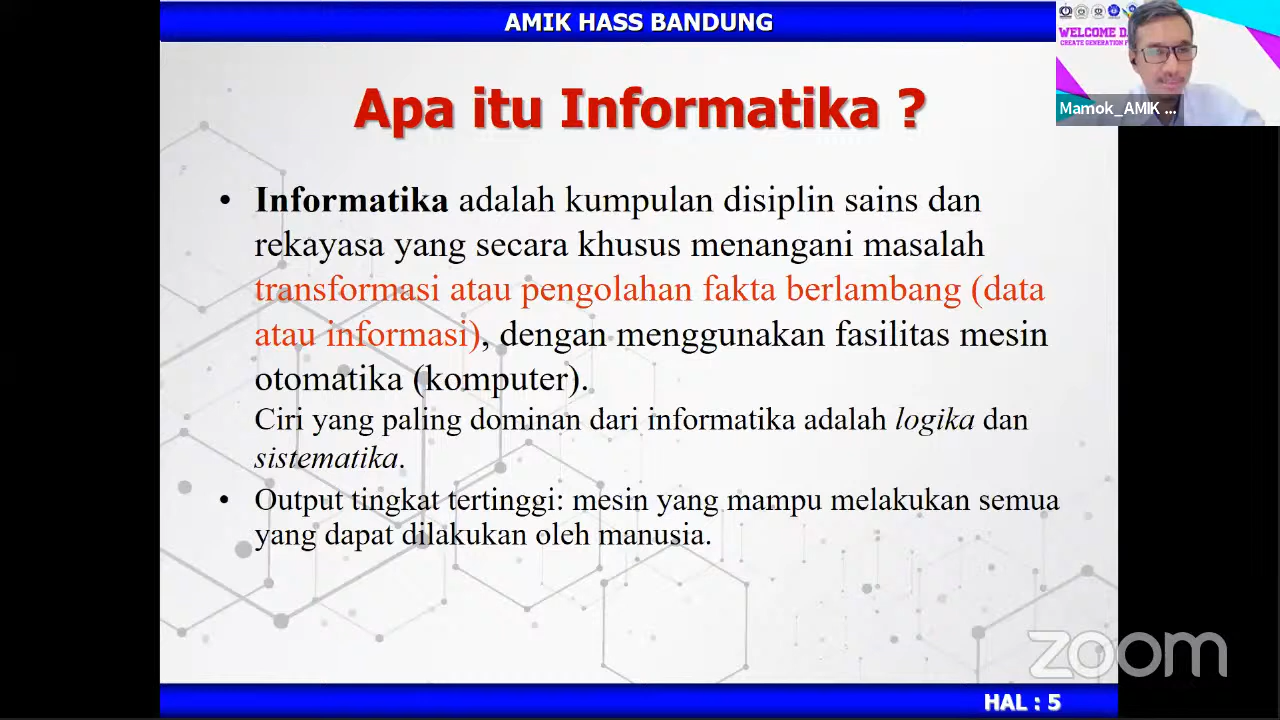 AMIK HASS BANDUNG
WELCOME D
CREATE GENERATION
Mamok_AMIK ...
Apa itu Informatika ?
• Informatika adalah kumpulan disiplin sains dan
rekayasa yang secara khusus menangani masalah
transformasi atau pengolahan fakta berlambang (data
atau informasi), dengan menggunakan fasilitas mesin
otomatika (komputer).
Ciri yang paling dominan dari informatika adalah logika dan
sistematika.
• Output tingkat tertinggi: mesin yang mampu melakukan semua
yang dapat dilakukan oleh manusia.
zoom
HAL : 5